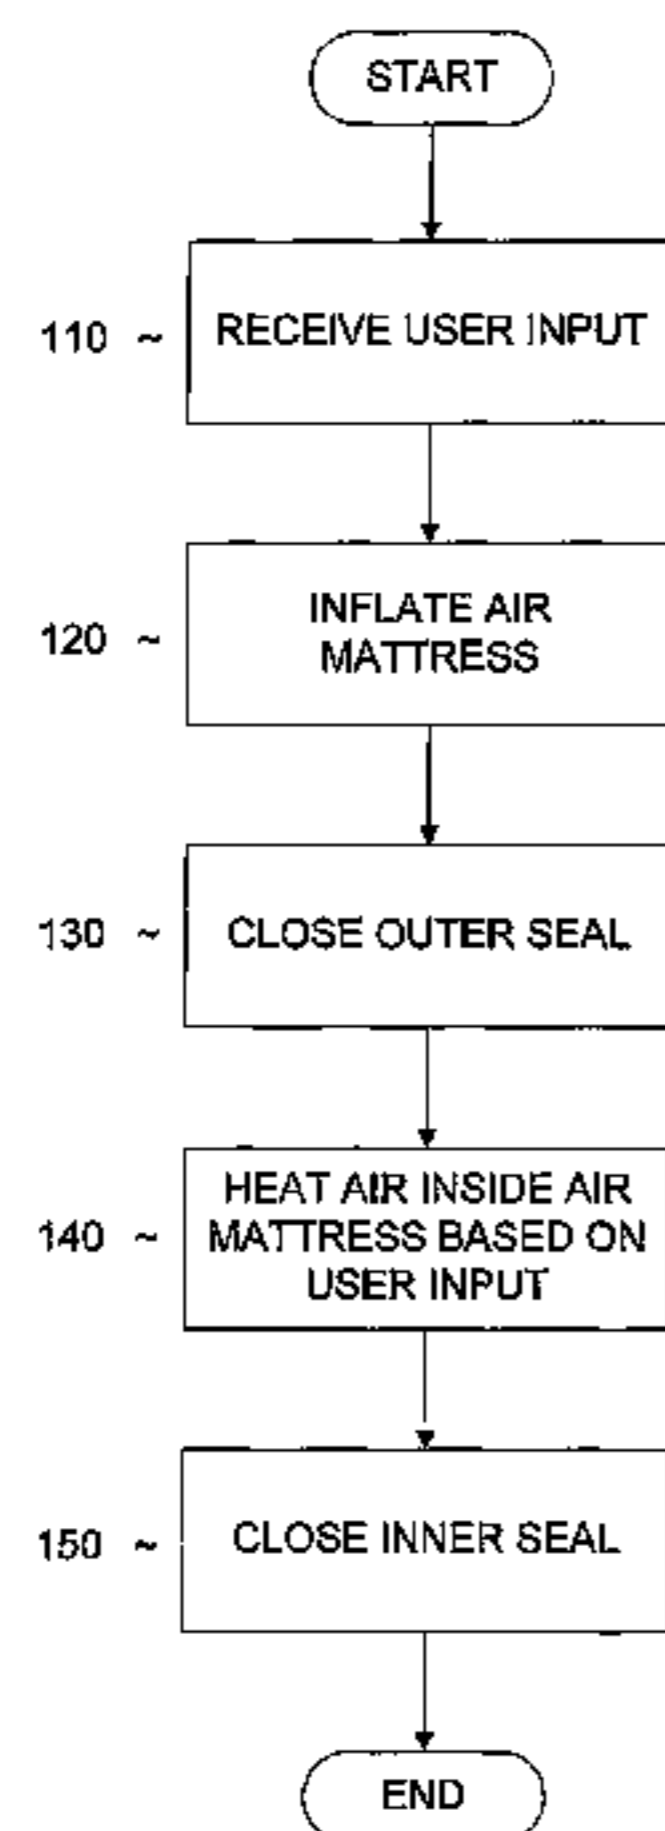 START
110 ~ RECEIVE USER INPUT
120 ~ INFLATE AIR
MATTRESS
130 ~ CLOSE OUTER SEAL
140 ~ HEAT AIR INSIDE AIR
MATTRESS BASED ON
USER INPUT
150 ~ CLOSE INNER SEAL
END